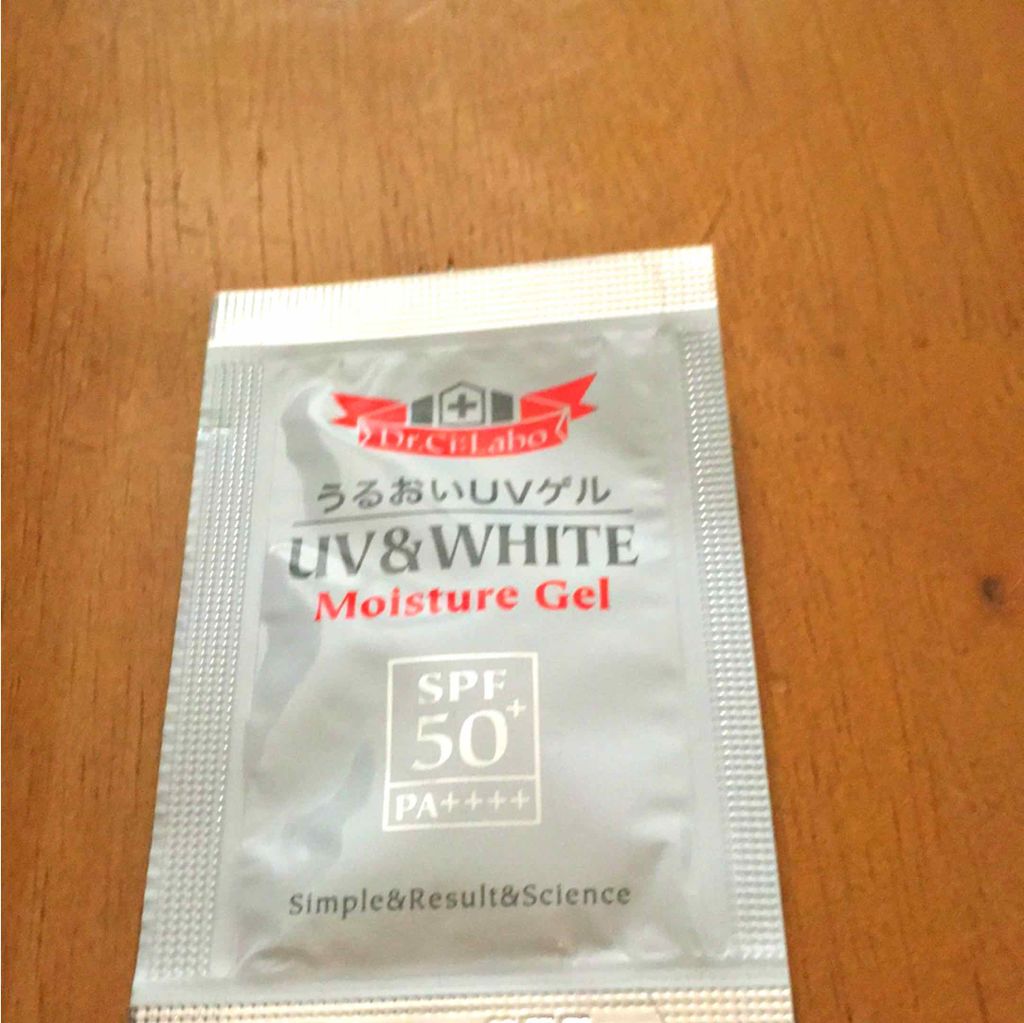 Dr.Ci:Labo
うるおいUVゲル
UV&WHITE
Moisture Gel
SPF
50+
PA++++
Simple&Result&Science